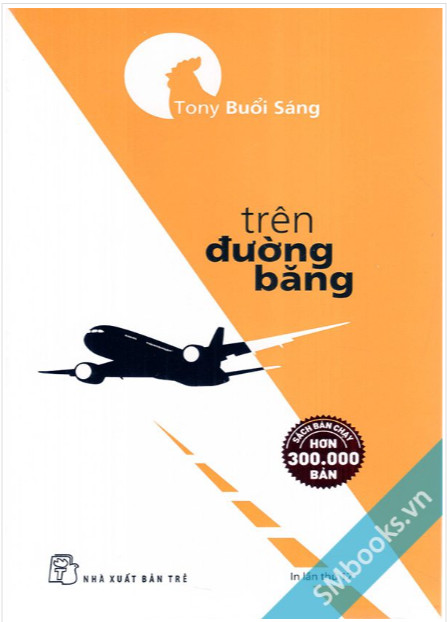 Tony Buổi Sáng
trên
đường
băng
SÁCH BÁN CHẠY
HƠN
300.000
BẢN
NHÀ XUẤT BẢN TRẺ
In lần thứ
SMbooks.vn